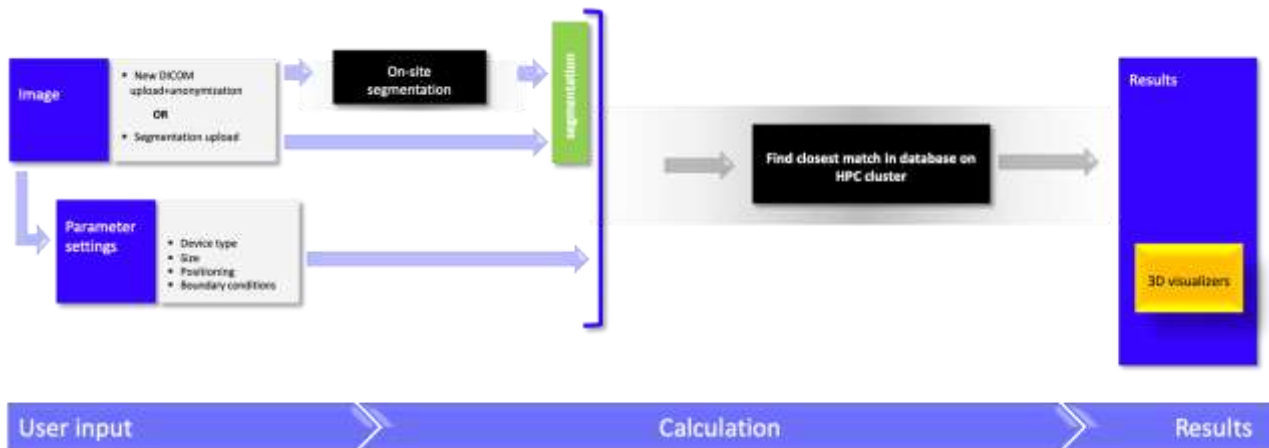 Image
• New DICOM
upload+anonymization
OR
• Segmentation upload
On-site
segmentation
segmentation
Parameter
settings
• Device type
• Size
• Positioning
• Boundary conditions
Find closest match in database on
HPC cluster
Results
3D visualizers
User input
Calculation
Results